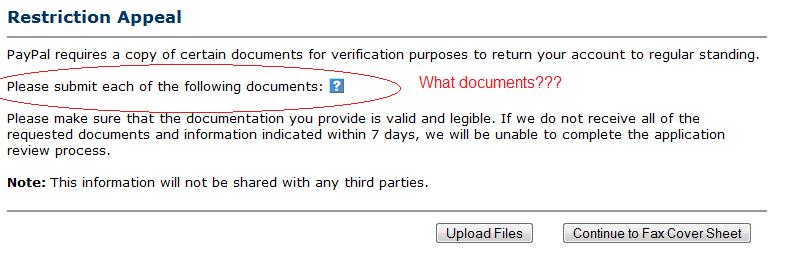 Restriction Appeal
PayPal requires a copy of certain documents for verification purposes to return your account to regular standing.
Please submit each of the following documents: ? What documents???
Please make sure that the documentation you provide is valid and legible. If we do not receive all of the
requested documents and information indicated within 7 days, we will be unable to complete the application
review process.
Note: This information will not be shared with any third parties.
Upload Files Continue to Fax Cover Sheet